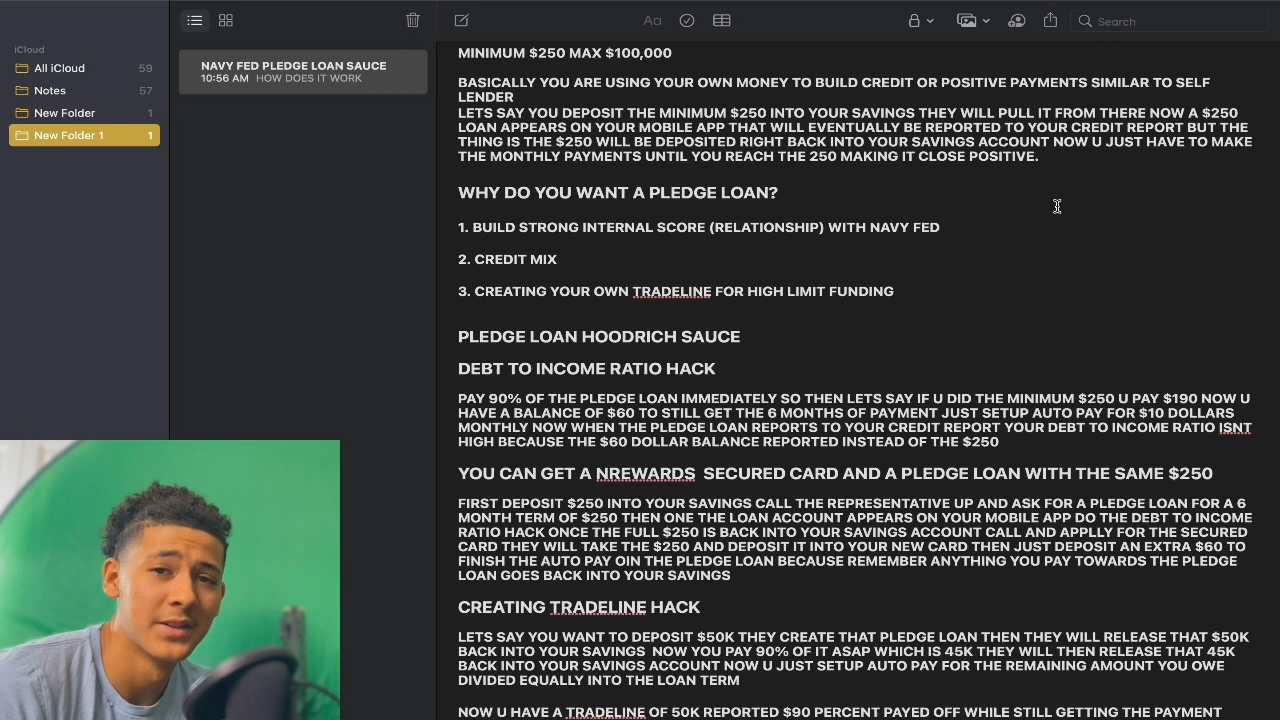 Aa
Search
iCloud
All iCloud 59
Notes 57
New Folder 1
New Folder 1 1
NAVY FED PLEDGE LOAN SAUCE
10:56 AM HOW DOES IT WORK
MINIMUM $250 MAX $100,000
BASICALLY YOU ARE USING YOUR OWN MONEY TO BUILD CREDIT OR POSITIVE PAYMENTS SIMILAR TO SELF
LENDER
LETS SAY YOU DEPOSIT THE MINIMUM $250 INTO YOUR SAVINGS THEY WILL PULL IT FROM THERE NOW A $250
LOAN APPEARS ON YOUR MOBILE APP THAT WILL EVENTUALLY BE REPORTED TO YOUR CREDIT REPORT BUT THE
THING IS THE $250 WILL BE DEPOSITED RIGHT BACK INTO YOUR SAVINGS ACCOUNT NOW U JUST HAVE TO MAKE
THE MONTHLY PAYMENTS UNTIL YOU REACH THE 250 MAKING IT CLOSE POSITIVE.
WHY DO YOU WANT A PLEDGE LOAN?
1. BUILD STRONG INTERNAL SCORE (RELATIONSHIP) WITH NAVY FED
2. CREDIT MIX
3. CREATING YOUR OWN TRADELINE FOR HIGH LIMIT FUNDING
PLEDGE LOAN HOODRICH SAUCE
DEBT TO INCOME RATIO HACK
PAY 90% OF THE PLEDGE LOAN IMMEDIATELY SO THEN LETS SAY IF U DID THE MINIMUM $250 U PAY $190 NOW U
HAVE A BALANCE OF $60 TO STILL GET THE 6 MONTHS OF PAYMENT JUST SETUP AUTO PAY FOR $10 DOLLARS
MONTHLY NOW WHEN THE PLEDGE LOAN REPORTS TO YOUR CREDIT REPORT YOUR DEBT TO INCOME RATIO ISNT
HIGH BECAUSE THE $60 DOLLAR BALANCE REPORTED INSTEAD OF THE $250
YOU CAN GET A NREWARDS SECURED CARD AND A PLEDGE LOAN WITH THE SAME $250
FIRST DEPOSIT $250 INTO YOUR SAVINGS CALL THE REPRESENTATIVE UP AND ASK FOR A PLEDGE LOAN FOR A 6
MONTH TERM OF $250 THEN ONE THE LOAN ACCOUNT APPEARS ON YOUR MOBILE APP DO THE DEBT TO INCOME
RATIO HACK ONCE THE FULL $250 IS BACK INTO YOUR SAVINGS ACCOUNT CALL AND APPLLY FOR THE SECURED
CARD THEY WILL TAKE THE $250 AND DEPOSIT IT INTO YOUR NEW CARD THEN JUST DEPOSIT AN EXTRA $60 TO
FINISH THE AUTO PAY OIN THE PLEDGE LOAN BECAUSE REMEMBER ANYTHING YOU PAY TOWARDS THE PLEDGE
LOAN GOES BACK INTO YOUR SAVINGS
CREATING TRADELINE HACK
LETS SAY YOU WANT TO DEPOSIT $50K THEY CREATE THAT PLEDGE LOAN THEN THEY WILL RELEASE THAT $50K
BACK INTO YOUR SAVINGS NOW YOU PAY 90% OF IT ASAP WHICH IS 45K THEY WILL THEN RELEASE THAT 45K
BACK INTO YOUR SAVINGS ACCOUNT NOW U JUST SETUP AUTO PAY FOR THE REMAINING AMOUNT YOU OWE
DIVIDED EQUALLY INTO THE LOAN TERM
NOW U HAVE A TRADELINE OF 50K REPORTED $90 PERCENT PAYED OFF WHILE STILL GETTING THE PAYMENT